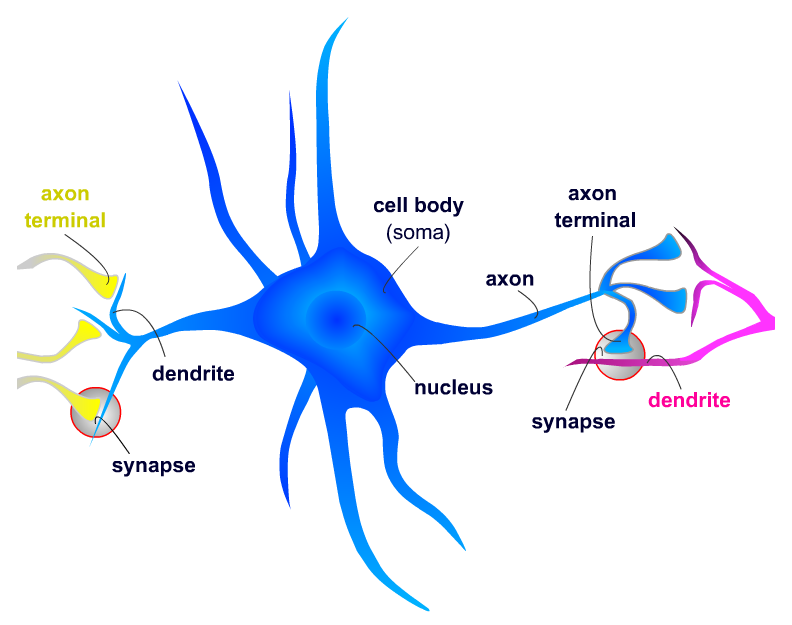 axon
terminal
cell body
(soma)
axon
terminal
axon
dendrite
nucleus
dendrite
synapse
synapse